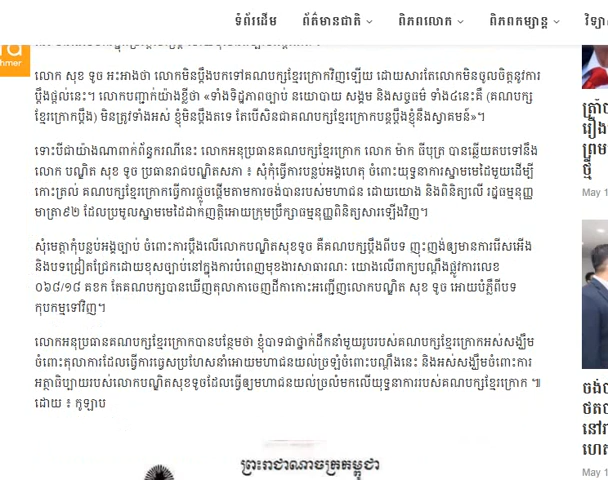 ទំព័រដើម
ព័ត៌មានជាតិ
ពិភពលោក
ពិភពកម្សាន្ត
hmer
លោក សុខ ទូច អះអាងថា លោកមិនប្ដឹងបកទៅគណបក្សខ្មែរក្រោកវិញឡើយ ដោយសារតែលោកមិនចូលចិត្តនូវការ
ប្ដឹងផ្ដល់នេះ។ លោកបញ្ជាក់យ៉ាងខ្លីថា «ទាំងទិដ្ឋភាពច្បាប់ នយោបាយ សង្គម និងសច្ចធម៌ ទាំង៤នេះគឺ (គណបក្ស
ខ្មែរក្រោកប្ដឹង) មិនត្រូវទាំងអស់ ខ្ញុំមិនប្ដឹងតបទេ តែបើសិនជាគណបក្សខ្មែរក្រោកបន្តប្ដឹងខ្ញុំនឹងស្វាគមន៍»។
ទោះបីជាយ៉ាងណាពាក់ព័ន្ធករណីនេះ លោកអនុប្រធានគណបក្សខ្មែរក្រោក លោក ម៉ាក ធីបុត្រ បានឆ្លើយតបទៅនឹង
លោក បណ្ឌិត សុខ ទូច ប្រធានរាជបណ្ឌិតសភា ៖ សុំកុំធ្វើការបន្លប់អង្គហេតុ ចំពោះយុទ្ធនាការស្នាមមេដៃមួយដើម្បី
កោះត្រល់ គណបក្សខ្មែរក្រោកធ្វើការផ្ដួចផ្ដើមតាមការចង់បានរបស់មហាជន ដោយយោង និងពិនិត្យលើ រដ្ឋធម្មនុញ្ញ
មាត្រា៩២ ដែលប្រមូលស្នាមមេដៃដាក់ញត្តិអោយក្រុមប្រឹក្សាធម្មនុញ្ញពិនិត្យសារឡើងវិញ។
សុំមេត្តាកុំបន្លប់អង្គច្បាប់ ចំពោះការប្ដឹងលើលោកបណ្ឌិតសុខទូច គឺគណបក្សប្ដឹងពីបទ ញុះញង់ឲ្យមានការរើសអើង
និងបទជ្រៀតជ្រែកដោយខុសច្បាប់នៅក្នុងការបំពេញមុខងារសាធារណៈ យោងលើពាក្យបណ្ដឹងផ្លូវការលេខ
០៦៨/១៨ គខក តែគណបក្សបានឃើញតុលាកាចេញដីកាកោះអញ្ជើញលោកបណ្ឌិត សុខ ទូច អោយបំភ្លឺពីបទ
កុបកម្មទៅវិញ។
លោកអនុប្រធានគណបក្សខ្មែរក្រោកបានបន្ថែមថា ខ្ញុំបាទជាថ្នាក់ដឹកនាំមួយរូបរបស់គណបក្សខ្មែរក្រោកអស់សង្ឃឹម
ចំពោះតុលាការដែលធ្វើការធ្វេសប្រហែសនាំអោយមហាជនយល់ច្រឡំចំពោះបណ្ដឹងនេះ និងអស់សង្ឃឹមចំពោះការ
អត្ថាធិប្បាយរបស់លោកបណ្ឌិតសុខទូចដែលធ្វើឲ្យមហាជនយល់ច្រលំមកលើយុទ្ធនាការរបស់គណបក្សខ្មែរក្រោក ៕
ដោយ ៖ កូឡាប
ព្រះរាជាណាចក្រកម្ពុជា
រឿង
ព្រម
ថ្មី
May 1
ចង់ច
ថតច
នៅរ
ហេត
May 1